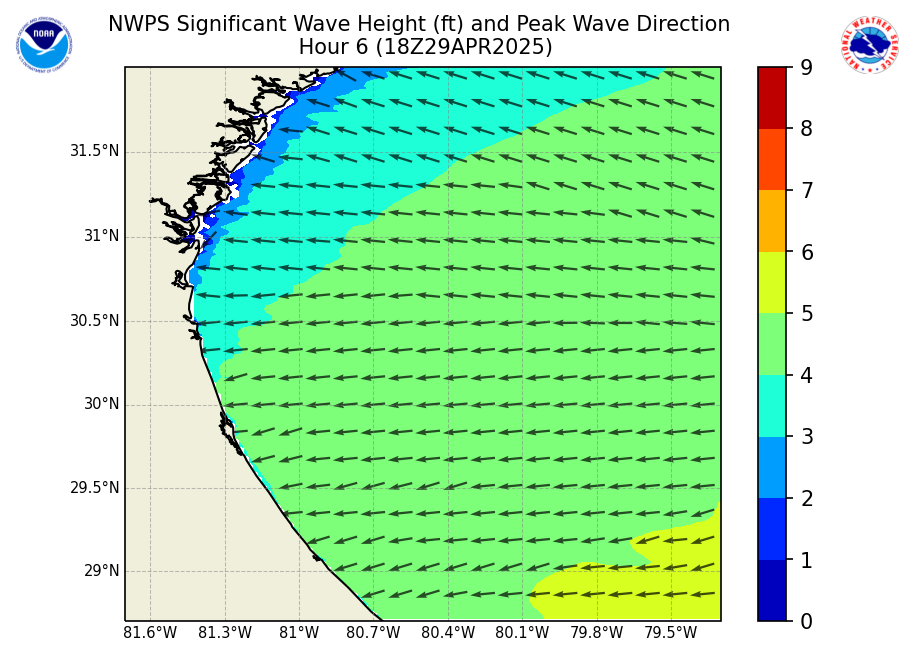 NWPS Significant Wave Height (ft) and Peak Wave Direction
Hour 6 (18Z29APR2025)
NOAA
NATIONAL WEATHER SERVICE
31.5°N
31°N
30.5°N
30°N
29.5°N
29°N
81.6°W 81.3°W 81°W 80.7°W 80.4°W 80.1°W 79.8°W 79.5°W
9
8
7
6
5
4
3
2
1
0